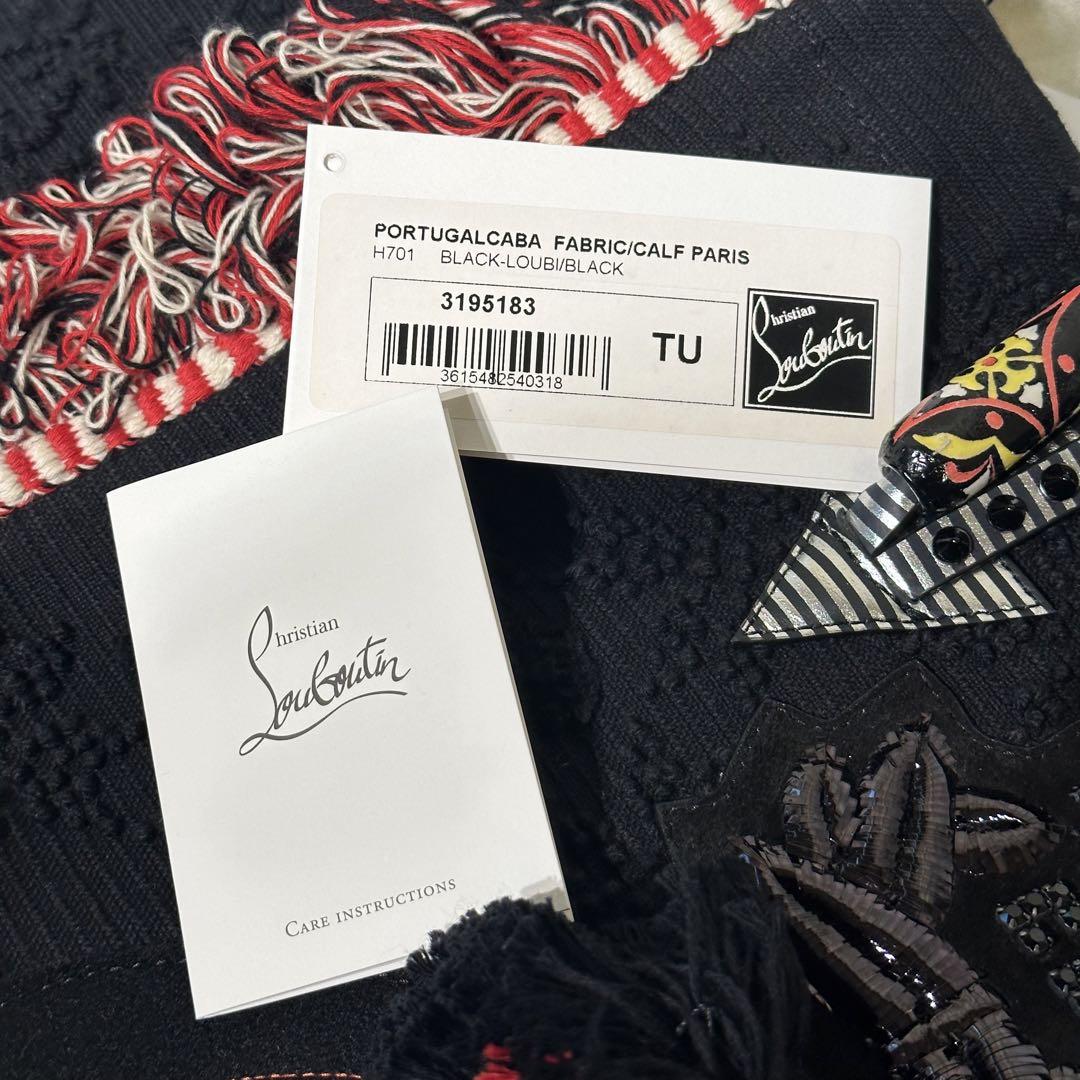 PORTUGALCABA FABRIC/CALF PARIS
H701 BLACK-LOUBI/BLACK
3195183
3615482540318
TU
Christian
Louboutin
Christian
Louboutin
CARE INSTRUCTIONS